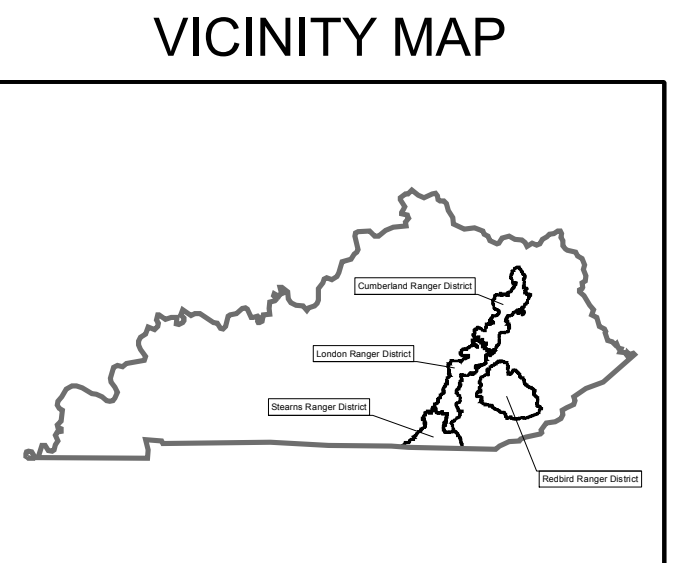 VICINITY MAP
Cumberland Ranger District
London Ranger District
Stearns Ranger District
Redbird Ranger District